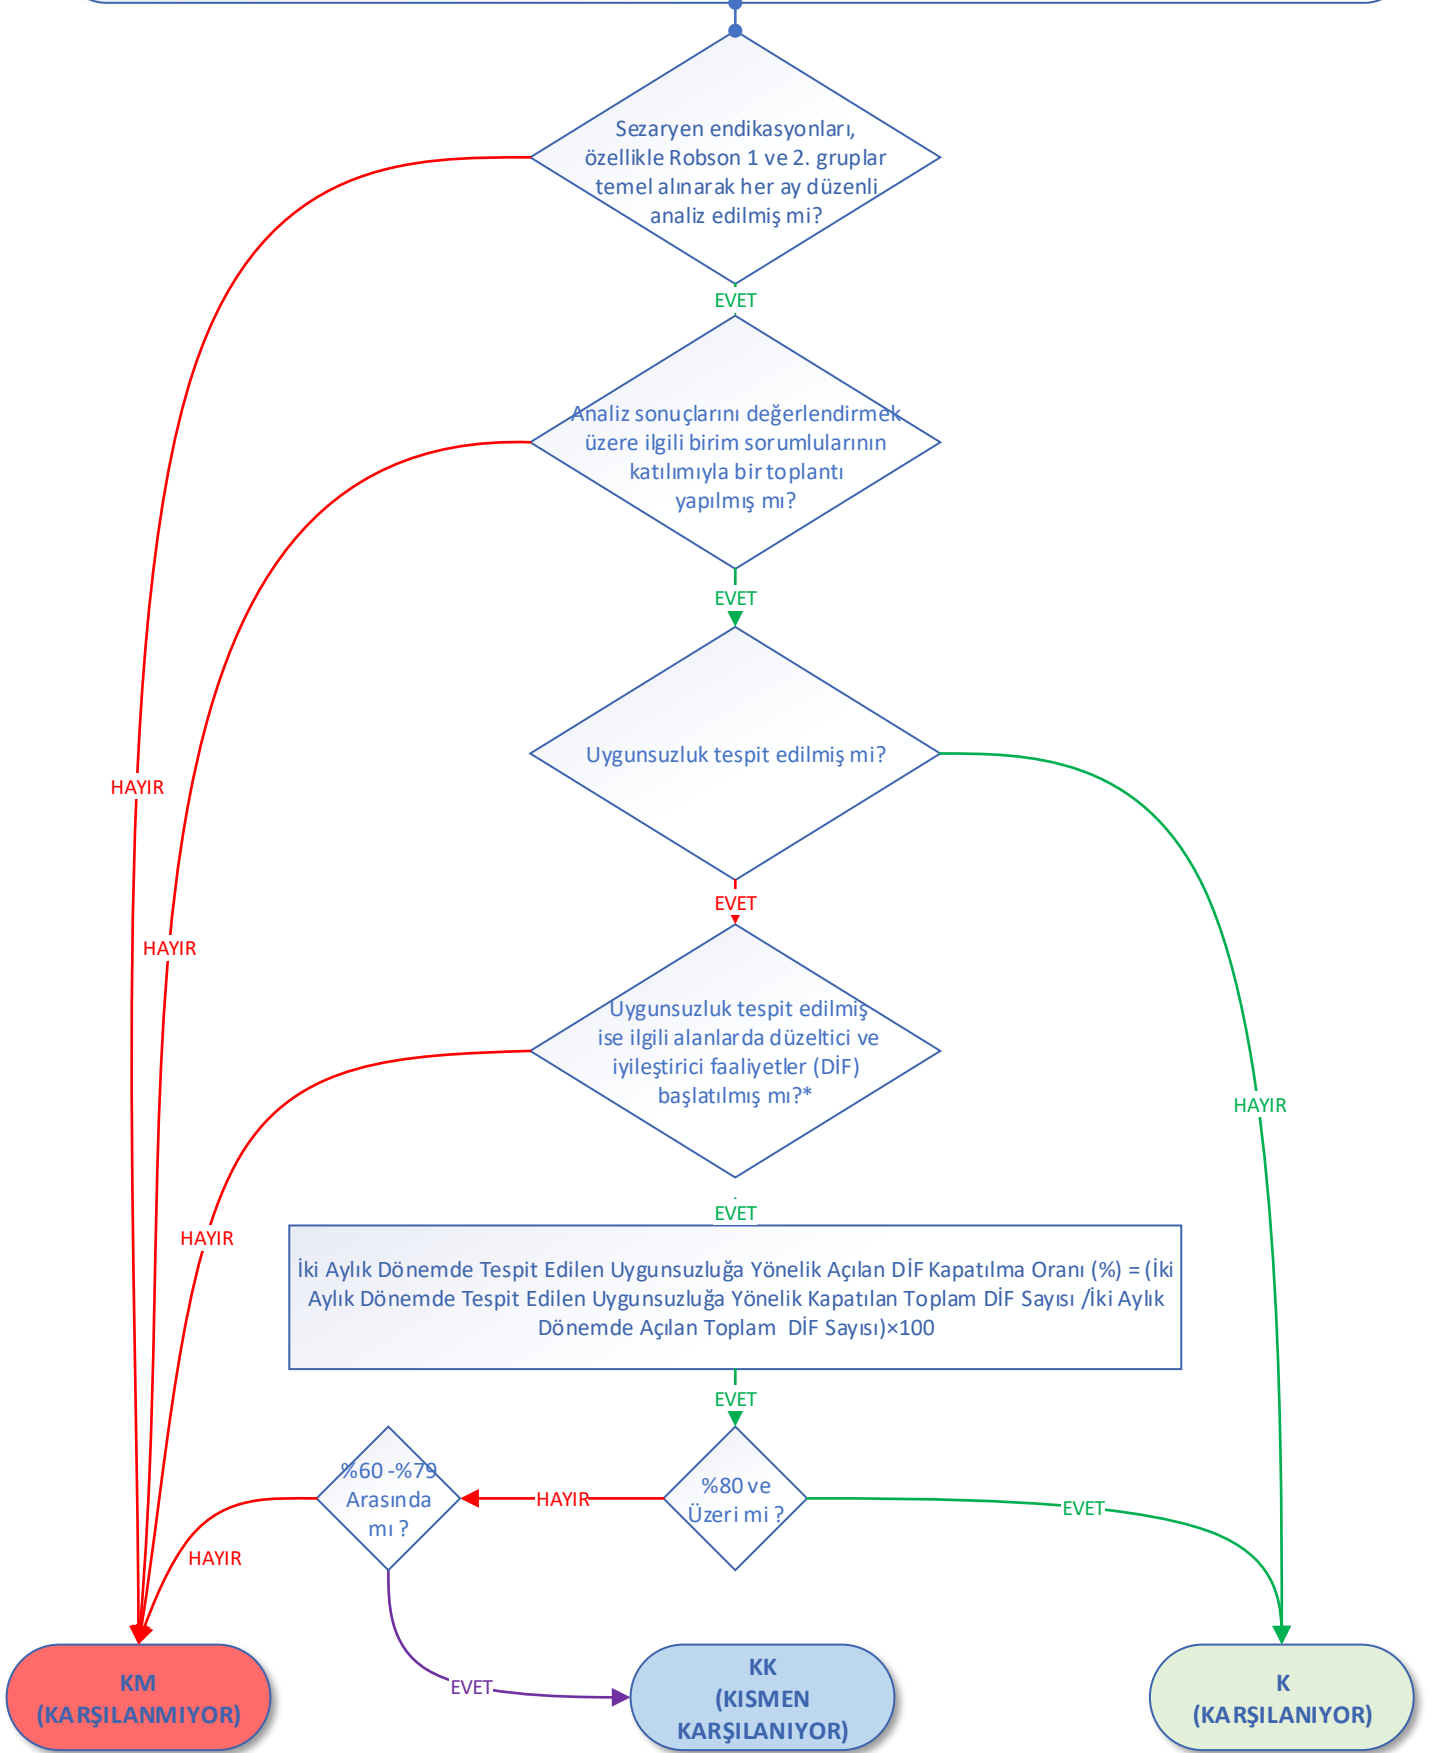 Sezaryen endikasyonları,
özellikle Robson 1 ve 2. gruplar
temel alınarak her ay düzenli
analiz edilmiş mi?
EVET
Analiz sonuçlarını değerlendirmek
üzere ilgili birim sorumlularının
katılımıyla bir toplantı
yapılmış mı?
EVET
Uygunsuzluk tespit edilmiş mi?
HAYIR
EVET
HAYIR
Uygunsuzluk tespit edilmiş
ise ilgili alanlarda düzeltici ve
iyileştirici faaliyetler (DİF)
başlatılmış mı?*
HAYIR
EVET
HAYIR
İki Aylık Dönemde Tespit Edilen Uygunsuzluğa Yönelik Açılan DİF Kapatılma Oranı (%) = (İki
Aylık Dönemde Tespit Edilen Uygunsuzluğa Yönelik Kapatılan Toplam DİF Sayısı /İki Aylık
Dönemde Açılan Toplam DİF Sayısı)×100
EVET
%60 -%79
Arasında
mı ?
HAYIR
%80 ve
Üzeri mi ?
EVET
HAYIR
EVET
KM
(KARŞILANMIYOR)
KK
(KISMEN
KARŞILANIYOR)
K
(KARŞILANIYOR)